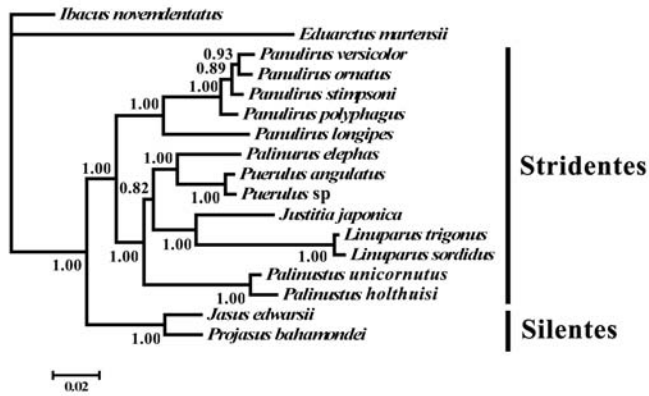 Ibacus novemdentatus
Eduarctus martensii
0.93
Panulirus versicolor
0.89
Panulirus ornatus
1.00
Panulirus stimpsoni
1.00
Panulirus polyphagus
Panulirus longipes
1.00
1.00
Palinurus elephas
Stridentes
0.82
Puerulus angulatus
1.00
Puerulus sp
Justitia japonica
1.00
Linuparus trigonus
1.00
1.00
Linuparus sordidus
1.00
Palinustus unicornutus
1.00
Palinustus holthuisi
Jasus edwarsii
Silentes
1.00
Projasus bahamondei
0.02